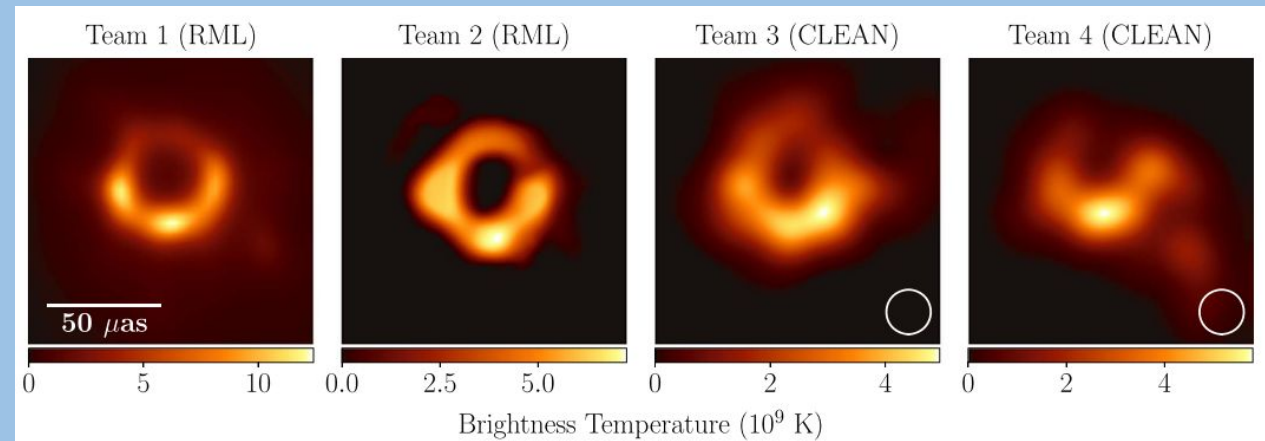 Team 1 (RML) Team 2 (RML) Team 3 (CLEAN) Team 4 (CLEAN)
50 μas
0 5 10 0.0 2.5 5.0 0 2 4 0 2 4
Brightness Temperature (10⁹ K)